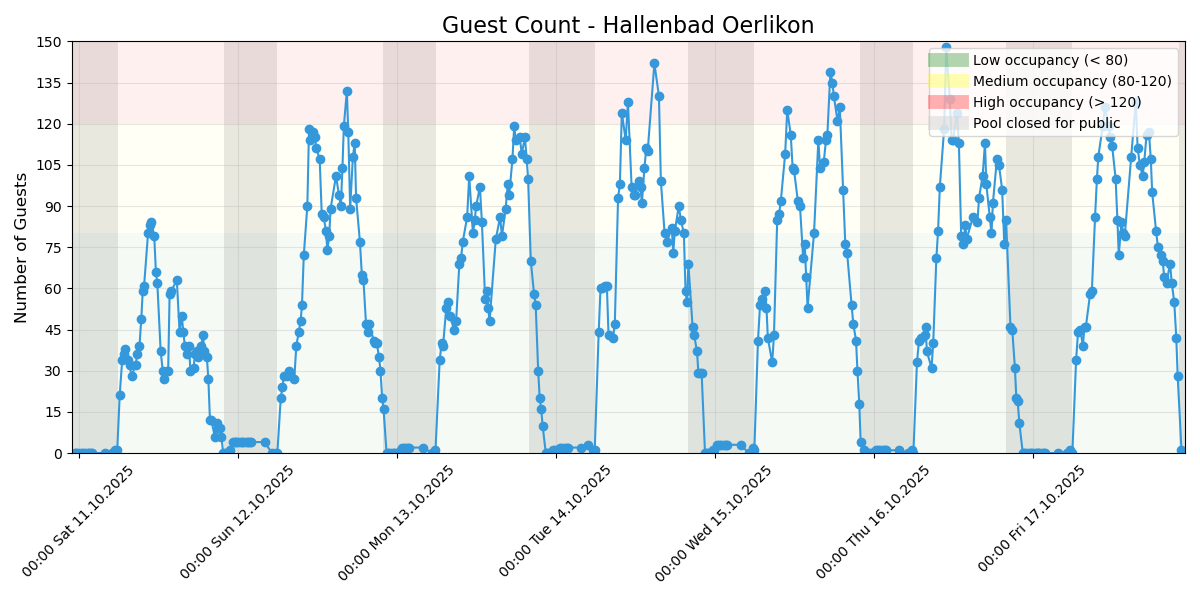 Guest Count - Hallenbad Oerlikon
Number of Guests
150
135
120
105
90
75
60
45
30
15
0
Low occupancy (< 80)
Medium occupancy (80-120)
High occupancy (> 120)
Pool closed for public
00:00 Sat 11.10.2025
00:00 Sun 12.10.2025
00:00 Mon 13.10.2025
00:00 Tue 14.10.2025
00:00 Wed 15.10.2025
00:00 Thu 16.10.2025
00:00 Fri 17.10.2025